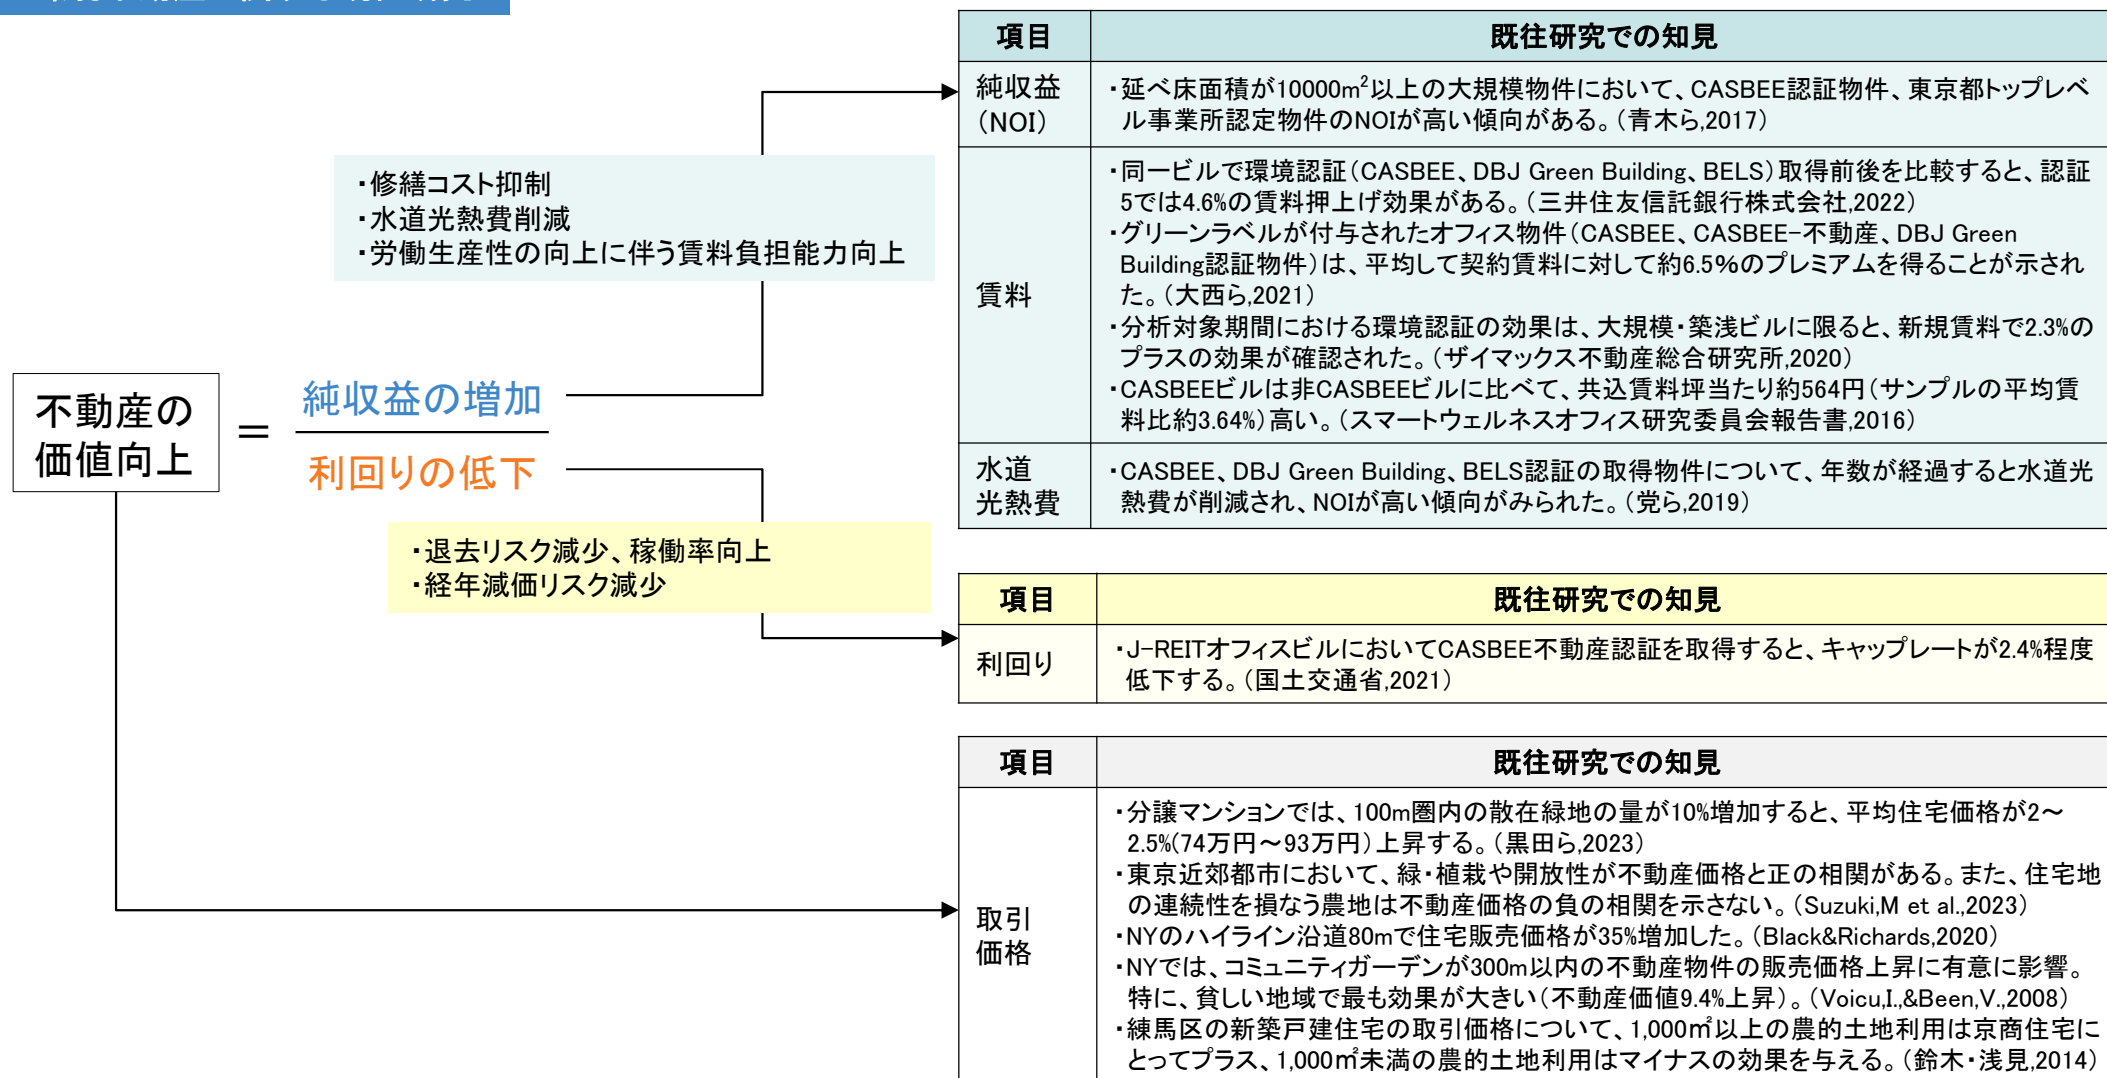 不動産の
価値向上
＝
純収益の増加
利回りの低下
・修繕コスト抑制
・水道光熱費削減
・労働生産性の向上に伴う賃料負担能力向上
・退去リスク減少、稼働率向上
・経年減価リスク減少
項目 既往研究での知見
純収益
（NOI）
・延べ床面積が10000m²以上の大規模物件において、CASBEE認証物件、東京都トップレベ
ル事業所認定物件のNOIが高い傾向がある。（青木ら,2017）
賃料
・同一ビルで環境認証（CASBEE、DBJ Green Building、BELS）取得前後を比較すると、認証
5では4.6%の賃料押上げ効果がある。（三井住友信託銀行株式会社,2022）
・グリーンラベルが付与されたオフィス物件（CASBEE、CASBEE-不動産、DBJ Green
Building認証物件）は、平均して契約賃料に対して約6.5％のプレミアムを得ることが示され
た。（大西ら,2021）
・分析対象期間における環境認証の効果は、大規模・築浅ビルに限ると、新規賃料で2.3%の
プラスの効果が確認された。（ザイマックス不動産総合研究所,2020）
・CASBEEビルは非CASBEEビルに比べて、共込賃料坪当たり約564円（サンプルの平均賃
料比約3.64%）高い。（スマートウェルネスオフィス研究委員会報告書,2016）
水道
光熱費
・CASBEE、DBJ Green Building、BELS認証の取得物件について、年数が経過すると水道光
熱費が削減され、NOIが高い傾向がみられた。（党ら,2019）
項目 既往研究での知見
利回り
・J-REITオフィスビルにおいてCASBEE不動産認証を取得すると、キャップレートが2.4%程度
低下する。（国土交通省,2021）
項目 既往研究での知見
取引
価格
・分譲マンションでは、100m圏内の散在緑地の量が10%増加すると、平均住宅価格が2～
2.5%(74万円～93万円）上昇する。（黒田ら,2023）
・東京近郊都市において、緑・植栽や開放性が不動産価格と正の相関がある。また、住宅地
の連続性を損なう農地は不動産価格の負の相関を示さない。（Suzuki,M et al.,2023）
・NYのハイライン沿道80mで住宅販売価格が35%増加した。（Black&Richards,2020）
・NYでは、コミュニティガーデンが300m以内の不動産物件の販売価格上昇に有意に影響。
特に、貧しい地域で最も効果が大きい（不動産価値9.4%上昇）。（Voicu,I.,&Been,V.,2008）
・練馬区の新築戸建住宅の取引価格について、1,000㎡以上の農的土地利用は京商住宅に
とってプラス、1,000㎡未満の農的土地利用はマイナスの効果を与える。（鈴木・浅見,2014）